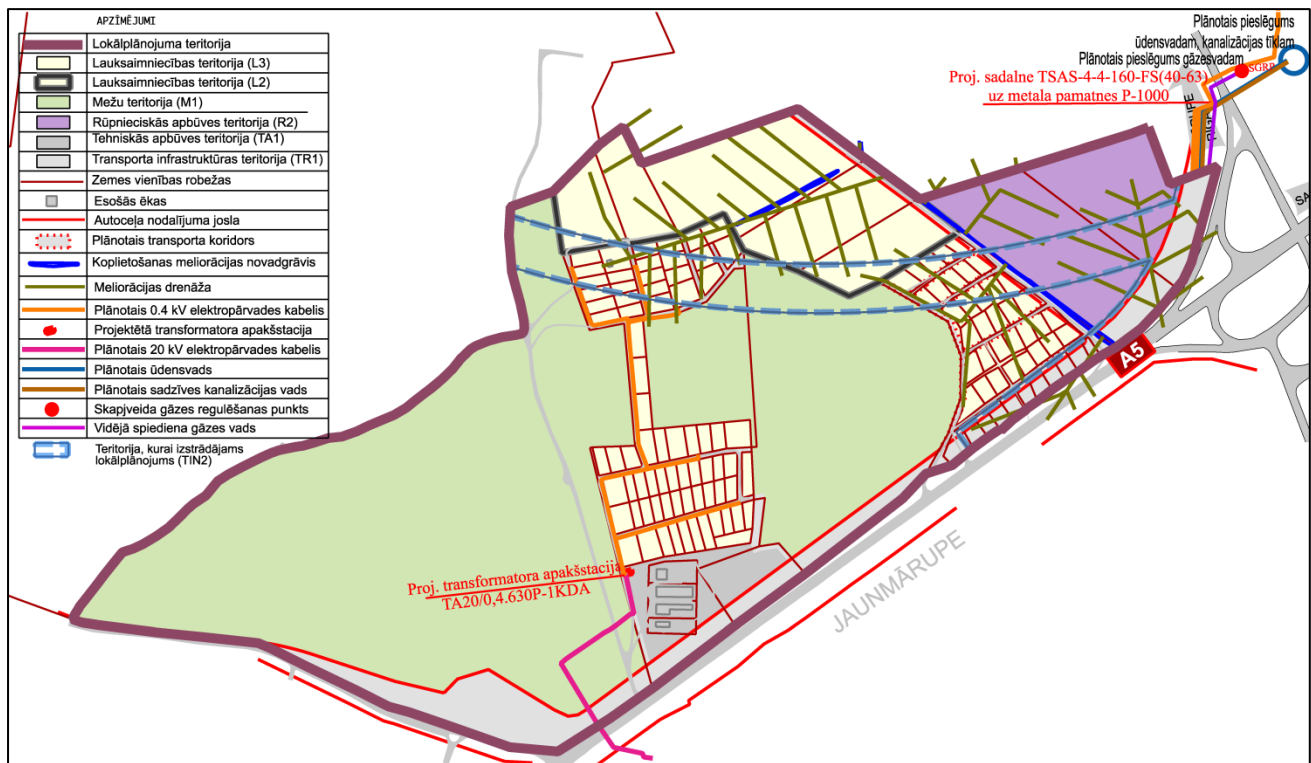 APZĪMĒJUMI
Lokālplānojuma teritorija
Lauksaimniecības teritorija (L3)
Lauksaimniecības teritorija (L2)
Mežu teritorija (M1)
Rūpnieciskās apbūves teritorija (R2)
Tehniskās apbūves teritorija (TA1)
Transporta infrastruktūras teritorija (TR1)
Zemes vienības robežas
Esošās ēkas
Autoceļa nodalījuma josla
Plānotais transporta koridors
Koplietošanas meliorācijas novadgrāvis
Meliorācijas drenāža
Plānotais 0.4 kV elektropārvades kabelis
Projektētā transformatora apakšstacija
Plānotais 20 kV elektropārvades kabelis
Plānotais ūdensvads
Plānotais sadzīves kanalizācijas vads
Skapjveida gāzes regulēšanas punkts
Vidējā spiediena gāzes vads
Teritorija, kurai izstrādājams
lokālplānojums (TIN2)
Plānotais pieslēgums
ūdensvadam, kanalizācijas tīklam
Plānotais pieslēgums gāzesvadam
SGRP
Proj. sadalne TSAS-4-4-160-FS(40-63)
uz metala pamatnes P-1000
A5
Proj. transformatora apakšstacija
TA20/0,4.630P-1KDA
JAUNMĀRUPE